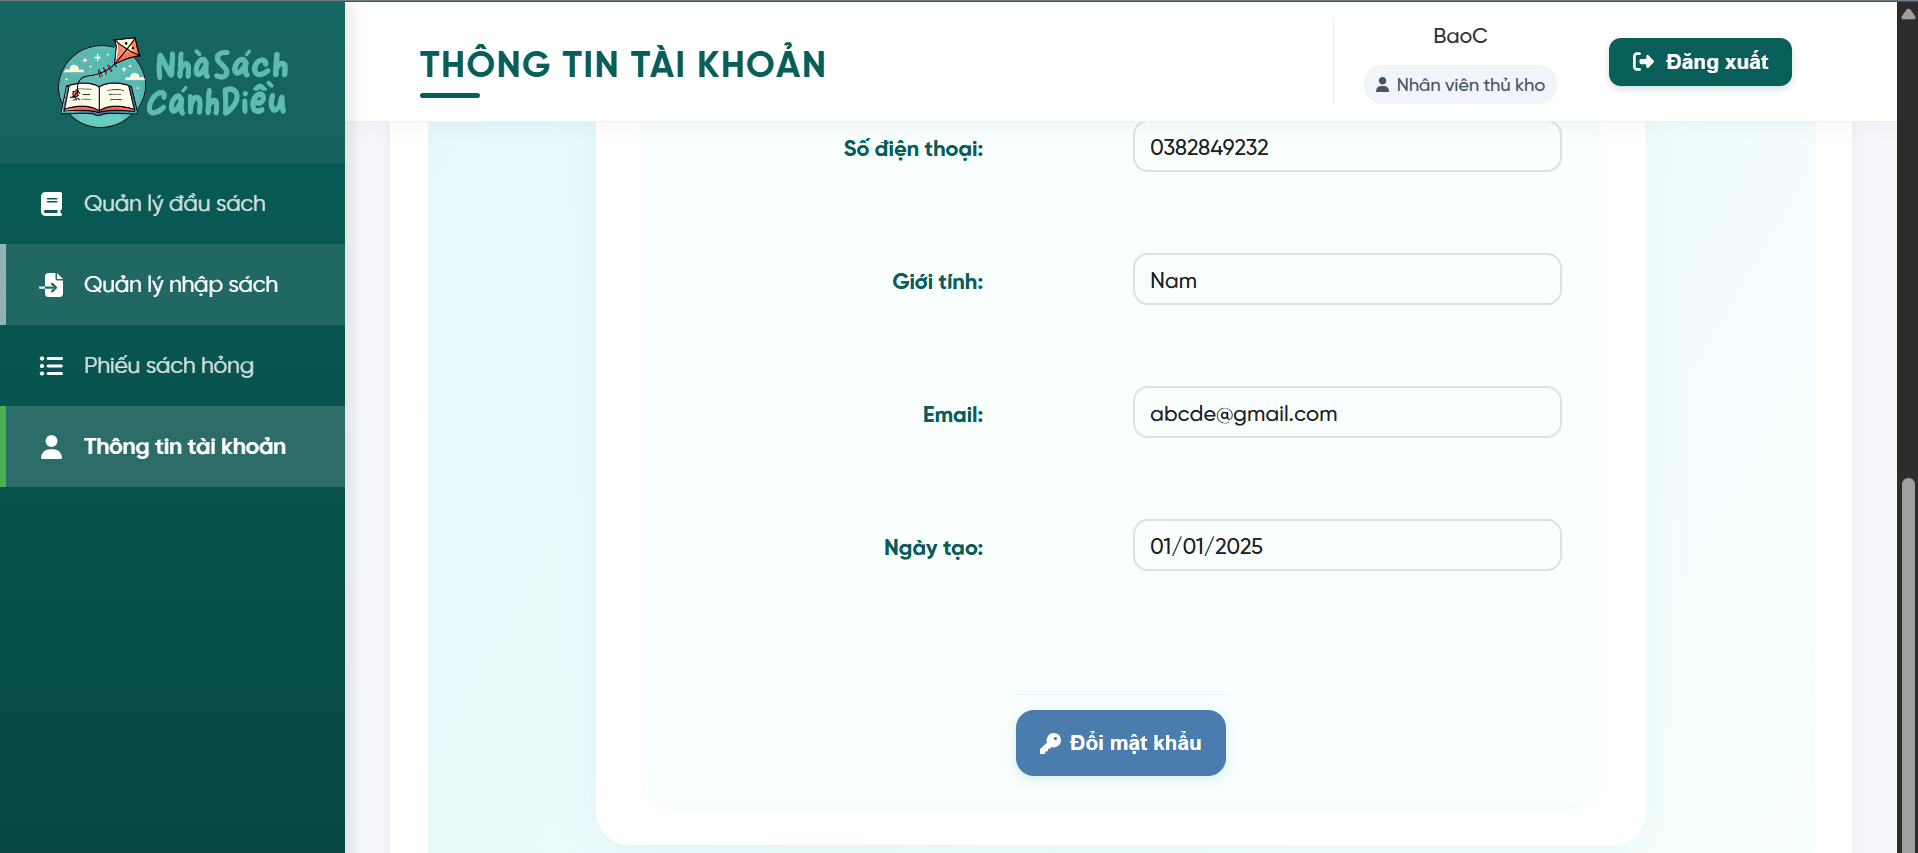 NhàSách
CánhDiều
Quản lý đầu sách
Quản lý nhập sách
Phiếu sách hỏng
Thông tin tài khoản
THÔNG TIN TÀI KHOẢN
BaoC
Nhân viên thủ kho
Đăng xuất
Số điện thoại:
0382849232
Giới tính:
Nam
Email:
abcde@gmail.com
Ngày tạo:
01/01/2025
Đổi mật khẩu